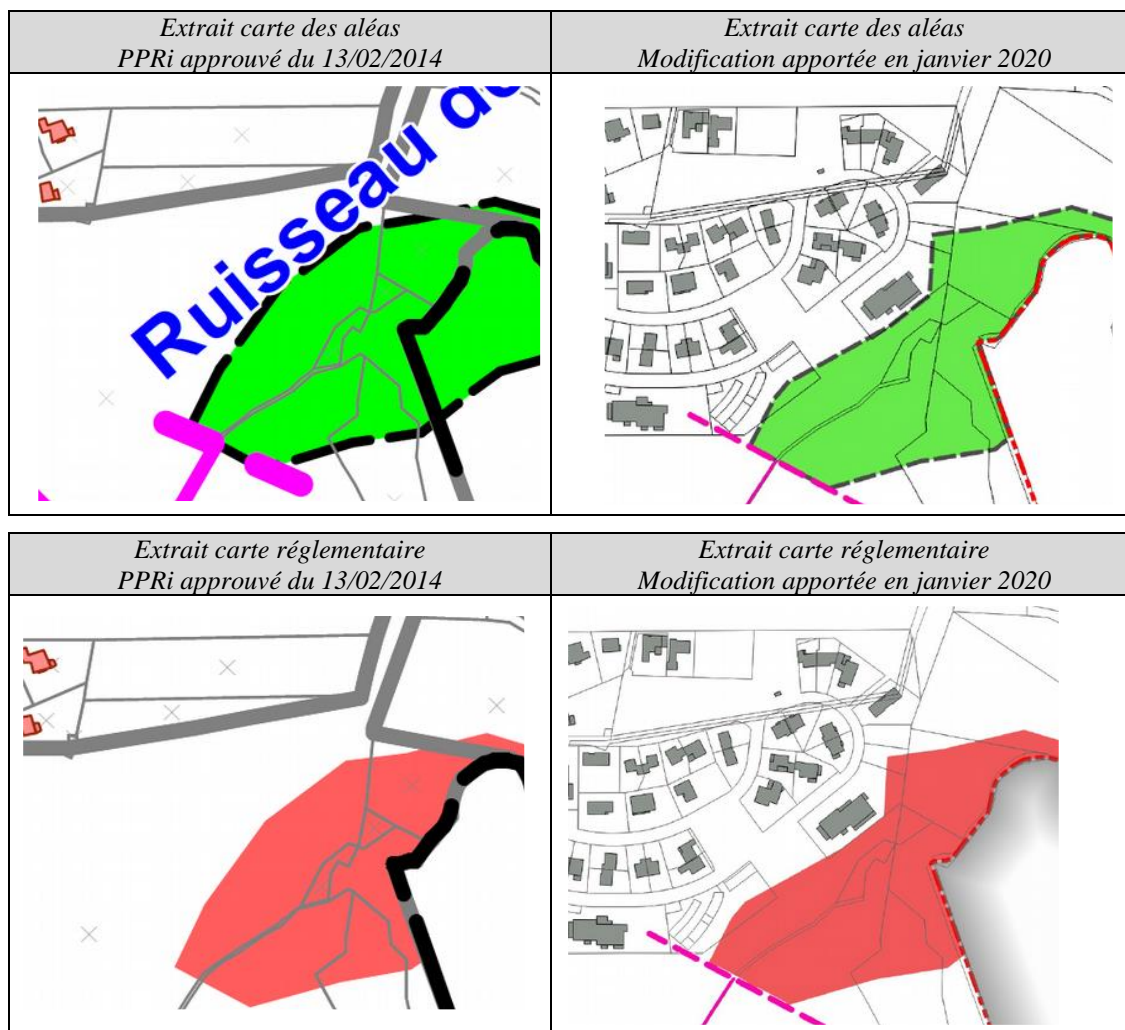 Extrait carte des aléas
PPRi approuvé du 13/02/2014
Extrait carte des aléas
Modification apportée en janvier 2020
Ruisseau
Extrait carte réglementaire
PPRi approuvé du 13/02/2014
Extrait carte réglementaire
Modification apportée en janvier 2020